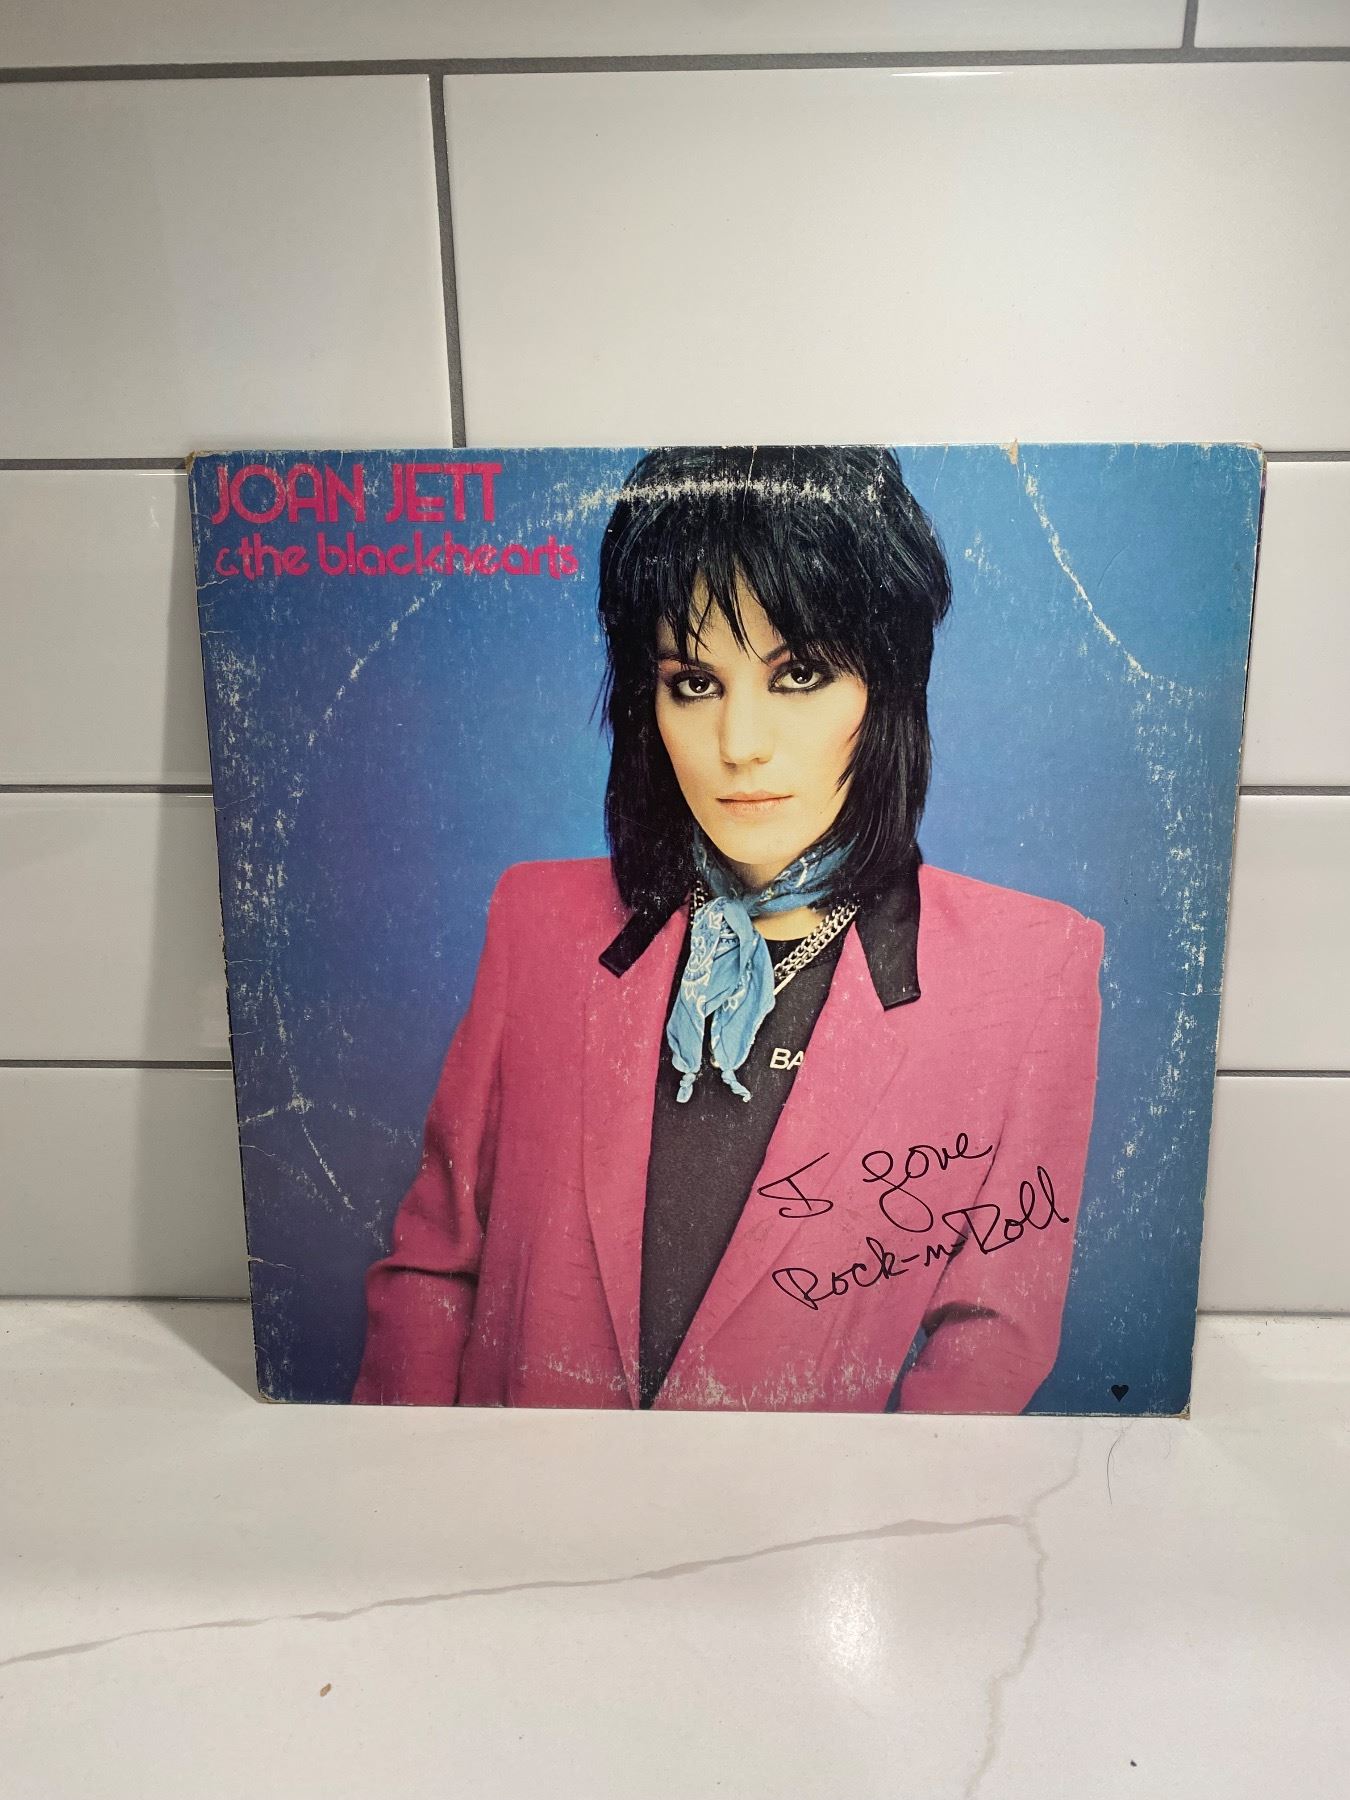 JOAN JETT
& the blackhearts
BA
I Love
Rock-n-Roll